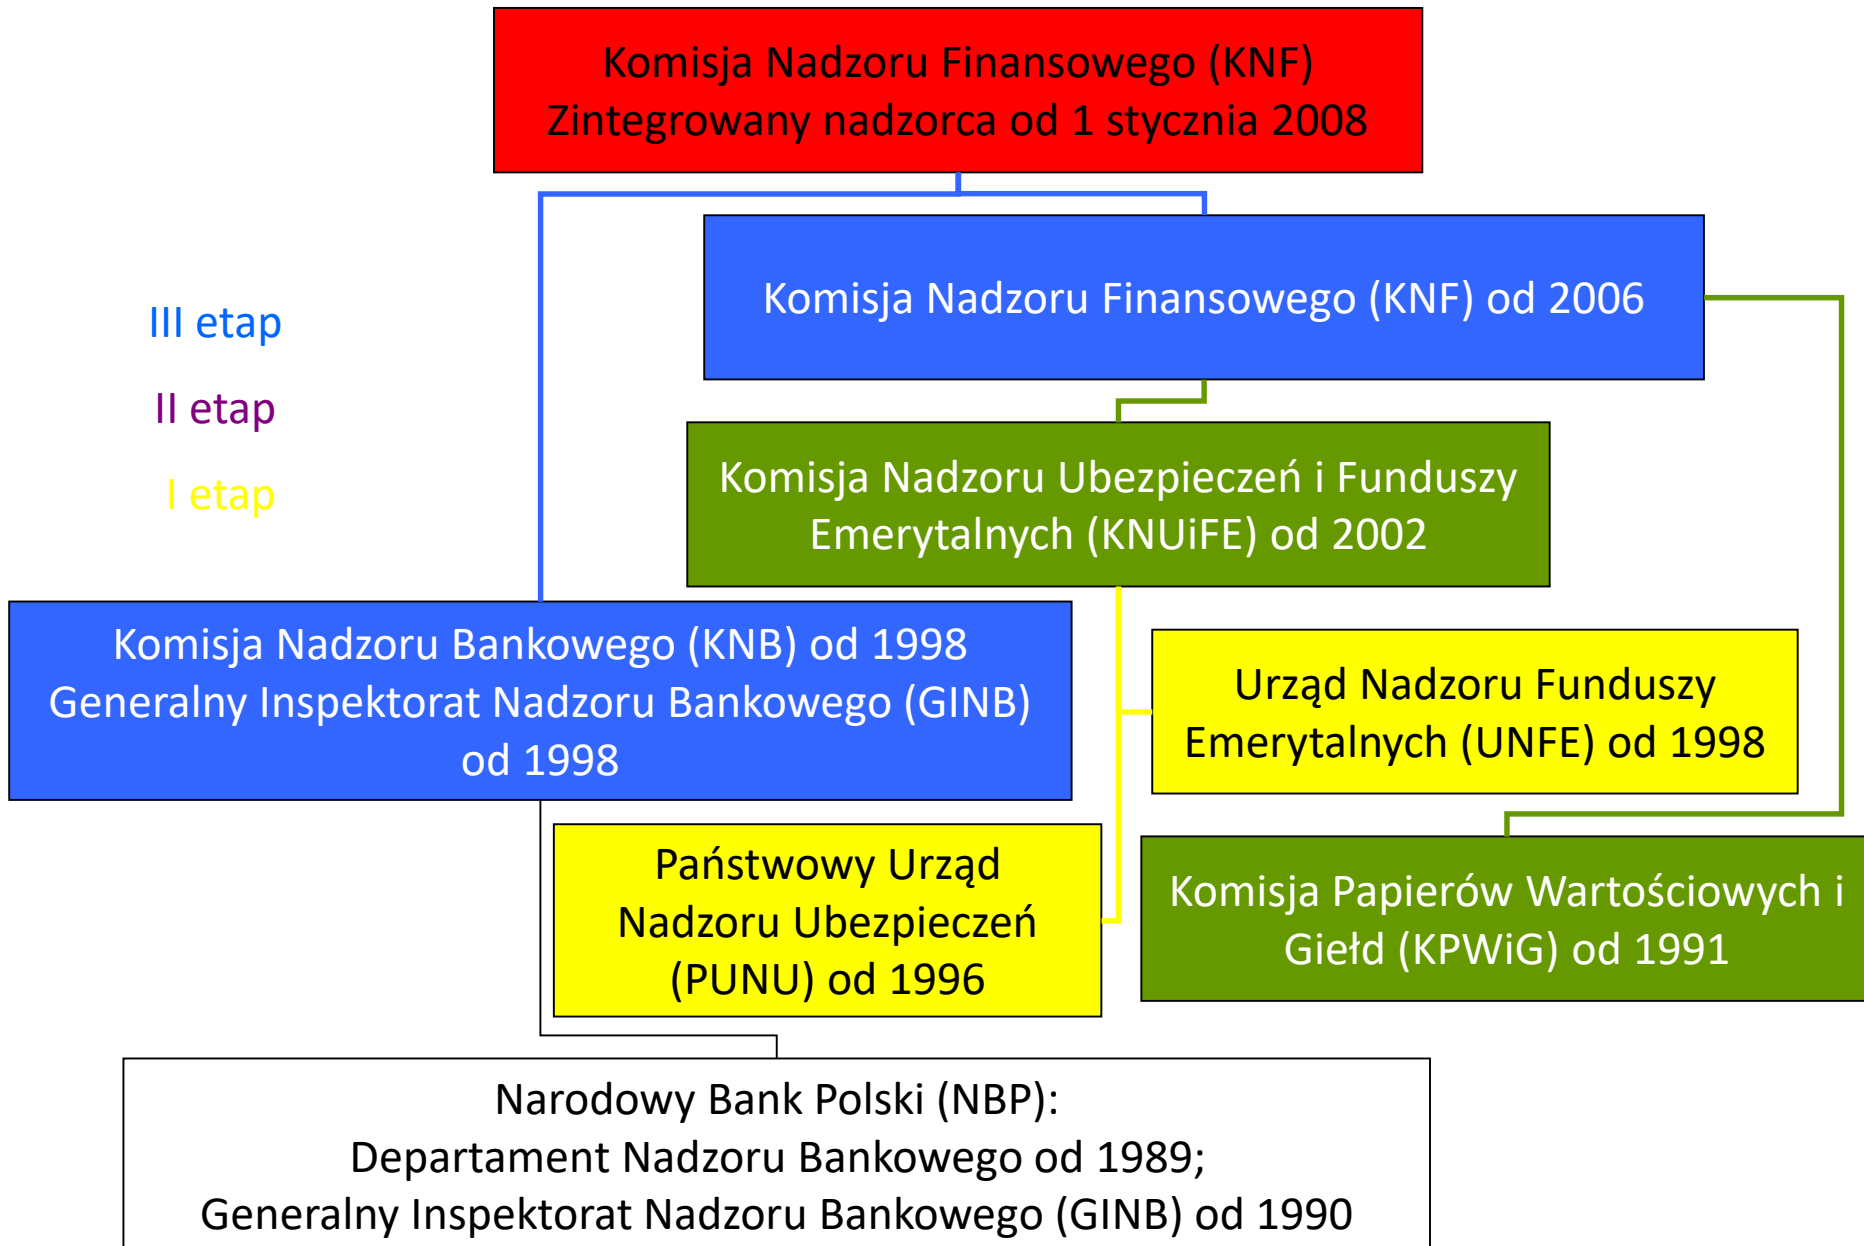 Komisja Nadzoru Finansowego (KNF)
Zintegrowany nadzorca od 1 stycznia 2008
Komisja Nadzoru Finansowego (KNF) od 2006
III etap
II etap
I etap
Komisja Nadzoru Ubezpieczeń i Funduszy
Emerytalnych (KNUiFE) od 2002
Komisja Nadzoru Bankowego (KNB) od 1998
Generalny Inspektorat Nadzoru Bankowego (GINB)
od 1998
Urząd Nadzoru Funduszy
Emerytalnych (UNFE) od 1998
Państwowy Urząd
Nadzoru Ubezpieczeń
(PUNU) od 1996
Komisja Papierów Wartościowych i
Giełd (KPWiG) od 1991
Narodowy Bank Polski (NBP):
Departament Nadzoru Bankowego od 1989;
Generalny Inspektorat Nadzoru Bankowego (GINB) od 1990